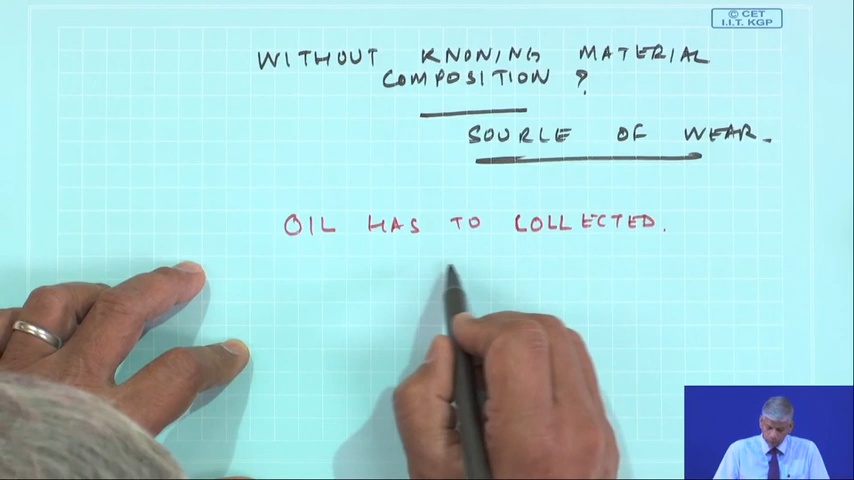 © CET
I.I.T. KGP
WITHOUT KNONING MATERIAL
COMPOSITION ?
SOURLE OF WEAR.
OIL HAS TO COLLECTED.